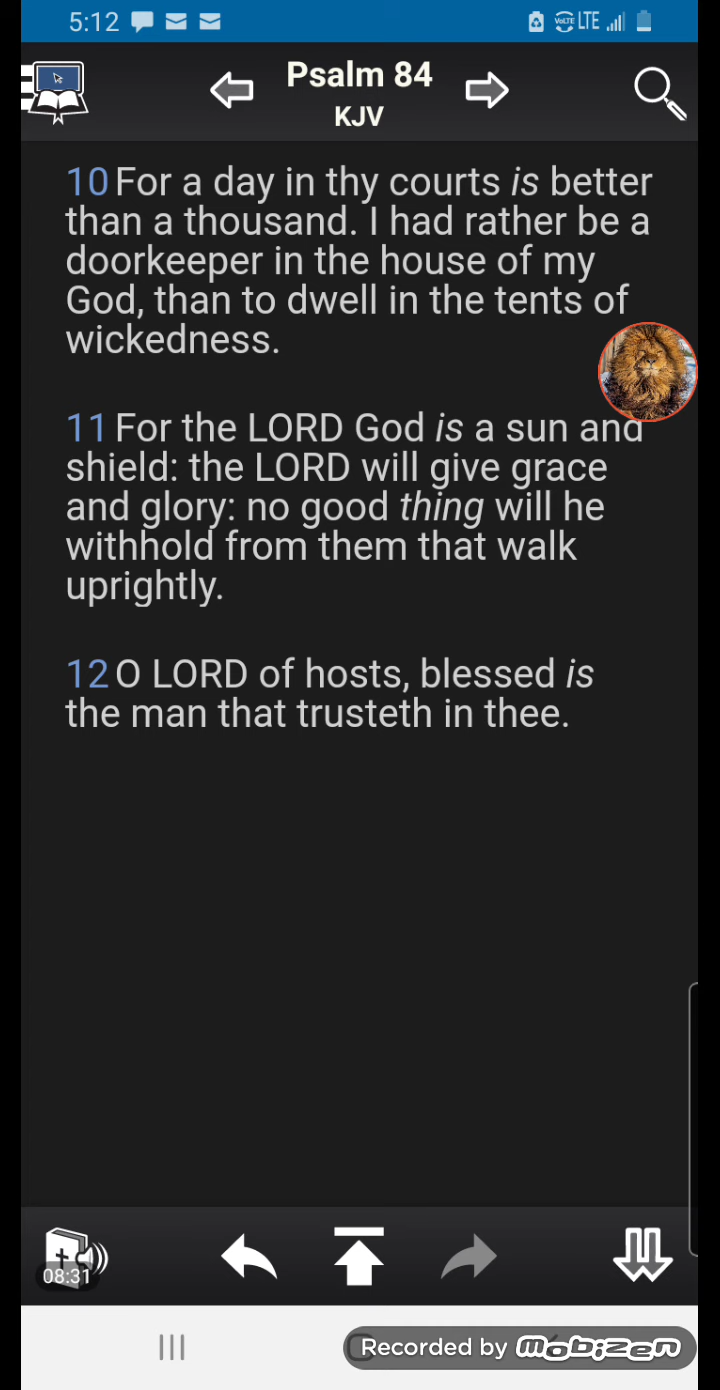 5:12
VoLTE LTE
Psalm 84
KJV
10 For a day in thy courts is better
than a thousand. I had rather be a
doorkeeper in the house of my
God, than to dwell in the tents of
wickedness.
11 For the LORD God is a sun and
shield: the LORD will give grace
and glory: no good thing will he
withhold from them that walk
uprightly.
12 O LORD of hosts, blessed is
the man that trusteth in thee.
08:31
Recorded by mobizen